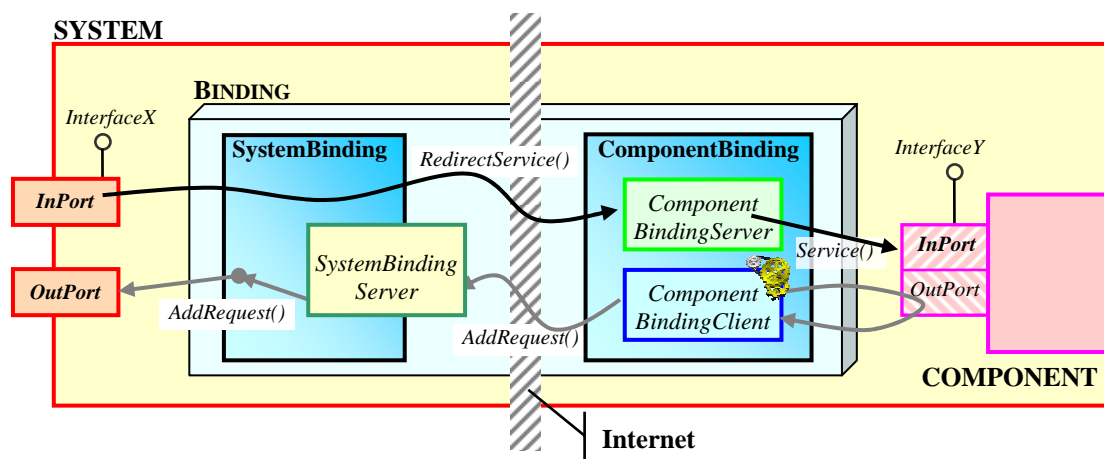 SYSTEM
BINDING
InterfaceX
SystemBinding
RedirectService()
ComponentBinding
InterfaceY
InPort
Component
BindingServer
Service()
InPort
OutPort
SystemBinding
Server
OutPort
AddRequest()
AddRequest()
Component
BindingClient
COMPONENT
Internet